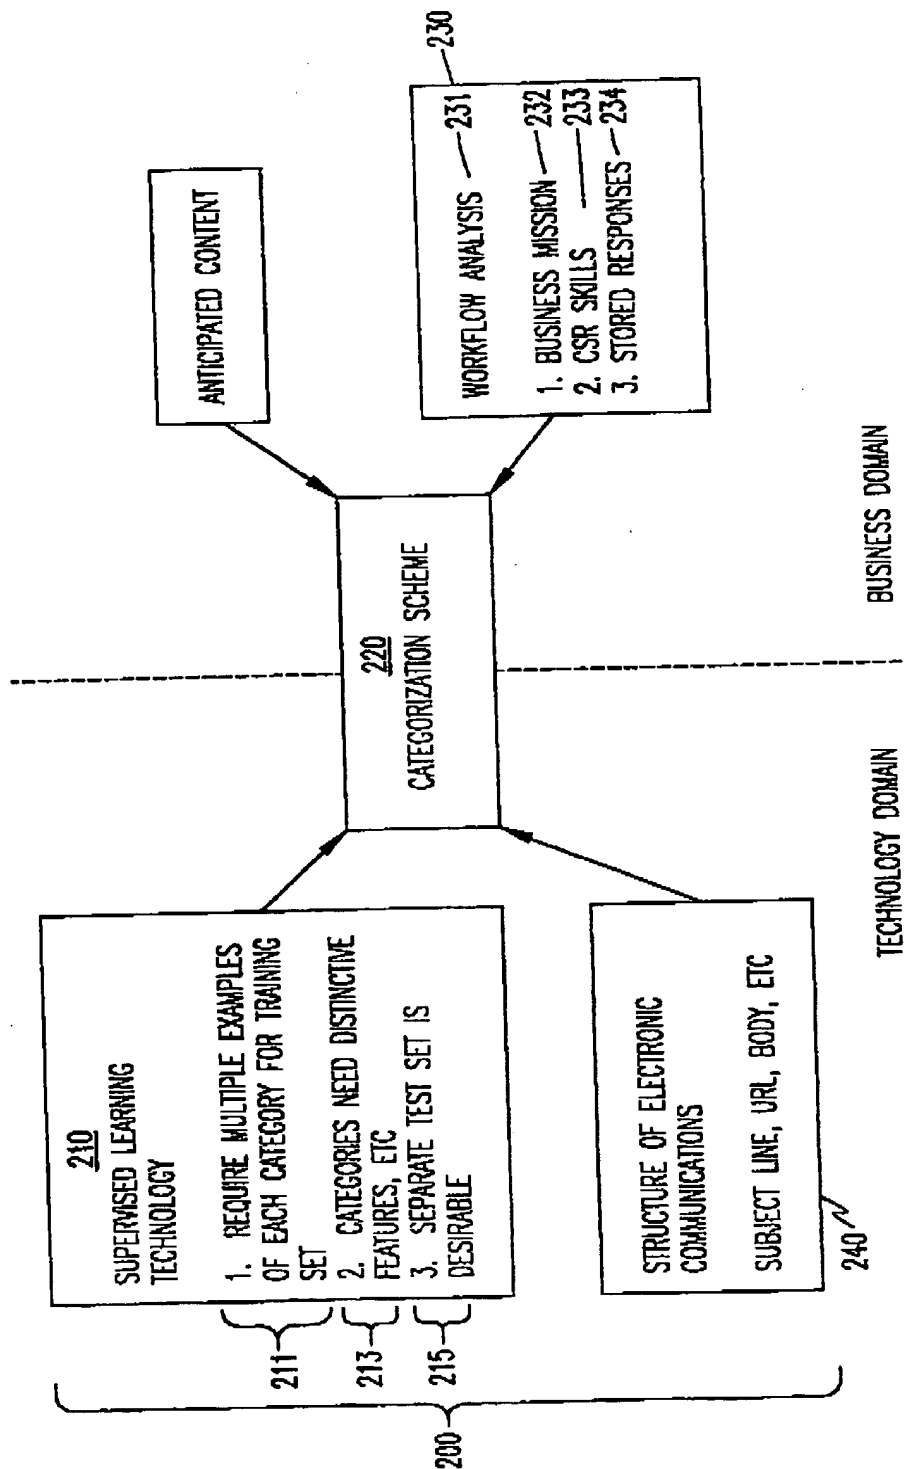 200
210
SUPERVISED LEARNING
TECHNOLOGY
1. REQUIRE MULTIPLE EXAMPLES
OF EACH CATEGORY FOR TRAINING
SET
2. CATEGORIES NEED DISTINCTIVE
FEATURES, ETC
3. SEPARATE TEST SET IS
DESIRABLE
211
213
215
STRUCTURE OF ELECTRONIC
COMMUNICATIONS
SUBJECT LINE, URL, BODY, ETC
240
TECHNOLOGY DOMAIN
220
CATEGORIZATION SCHEME
ANTICIPATED CONTENT
WORKFLOW ANALYSIS 231
1. BUSINESS MISSION 232
2. CSR SKILLS 233
3. STORED RESPONSES 234
230
BUSINESS DOMAIN